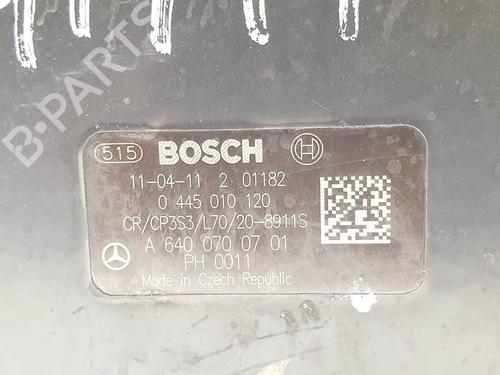 B-PARTS
515 BOSCH
11-04-11 2 01182
0 445 010 120
CR/CP3S3/L70/20-8911S
A 640 070 07 01
PH 0011
Made in Czech Republic